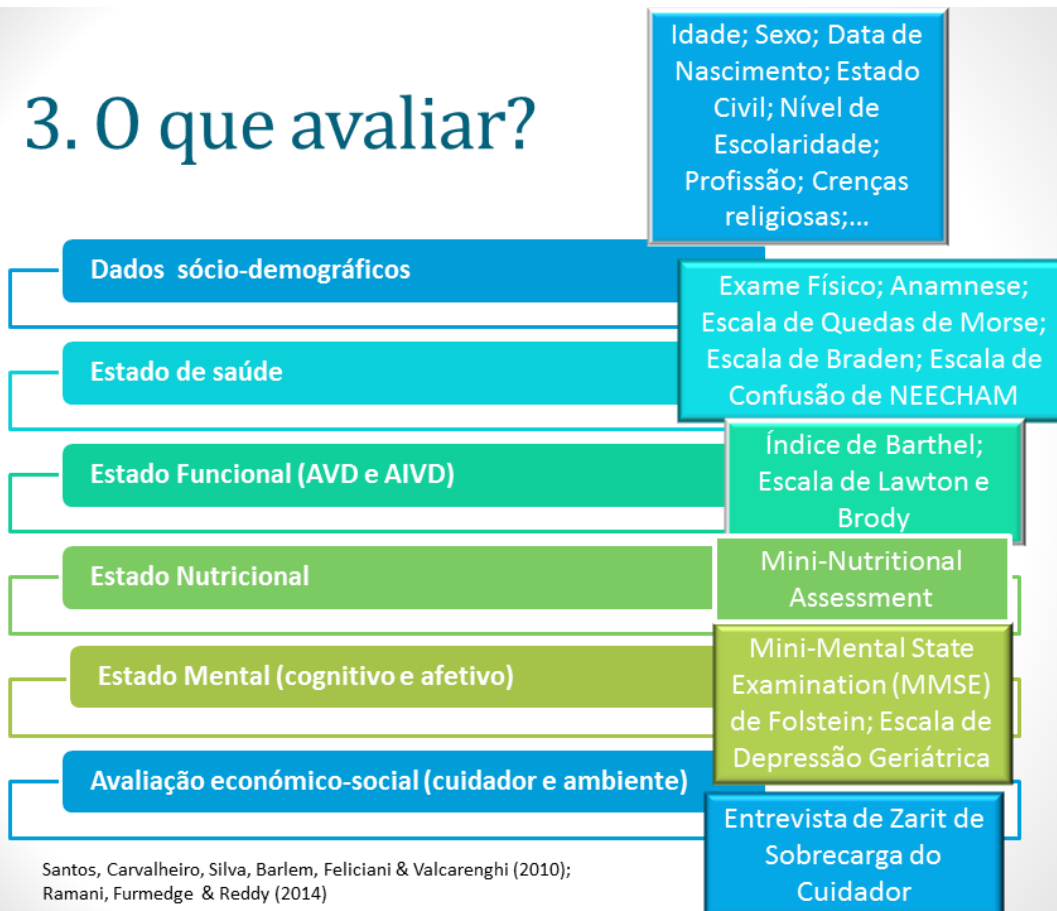 3. O que avaliar?
Idade; Sexo; Data de
Nascimento; Estado
Civil; Nível de
Escolaridade;
Profissão; Crenças
religiosas;...
Dados  sócio-demográficos
Exame Físico; Anamnese;
Escala de Quedas de Morse;
Escala de Braden; Escala de
Confusão de NEECHAM
Estado de saúde
Índice de Barthel;
Escala de Lawton e
Brody
Estado Funcional (AVD e AIVD)
Mini-Nutritional
Assessment
Estado Nutricional
Mini-Mental State
Examination (MMSE)
de Folstein; Escala de
Depressão Geriátrica
Estado Mental (cognitivo e afetivo)
Avaliação económico-social (cuidador e ambiente)
Entrevista de Zarit de
Sobrecarga do
Cuidador
Santos, Carvalheiro, Silva, Barlem, Feliciani & Valcarenghi (2010);
Ramani, Furmedge & Reddy (2014)